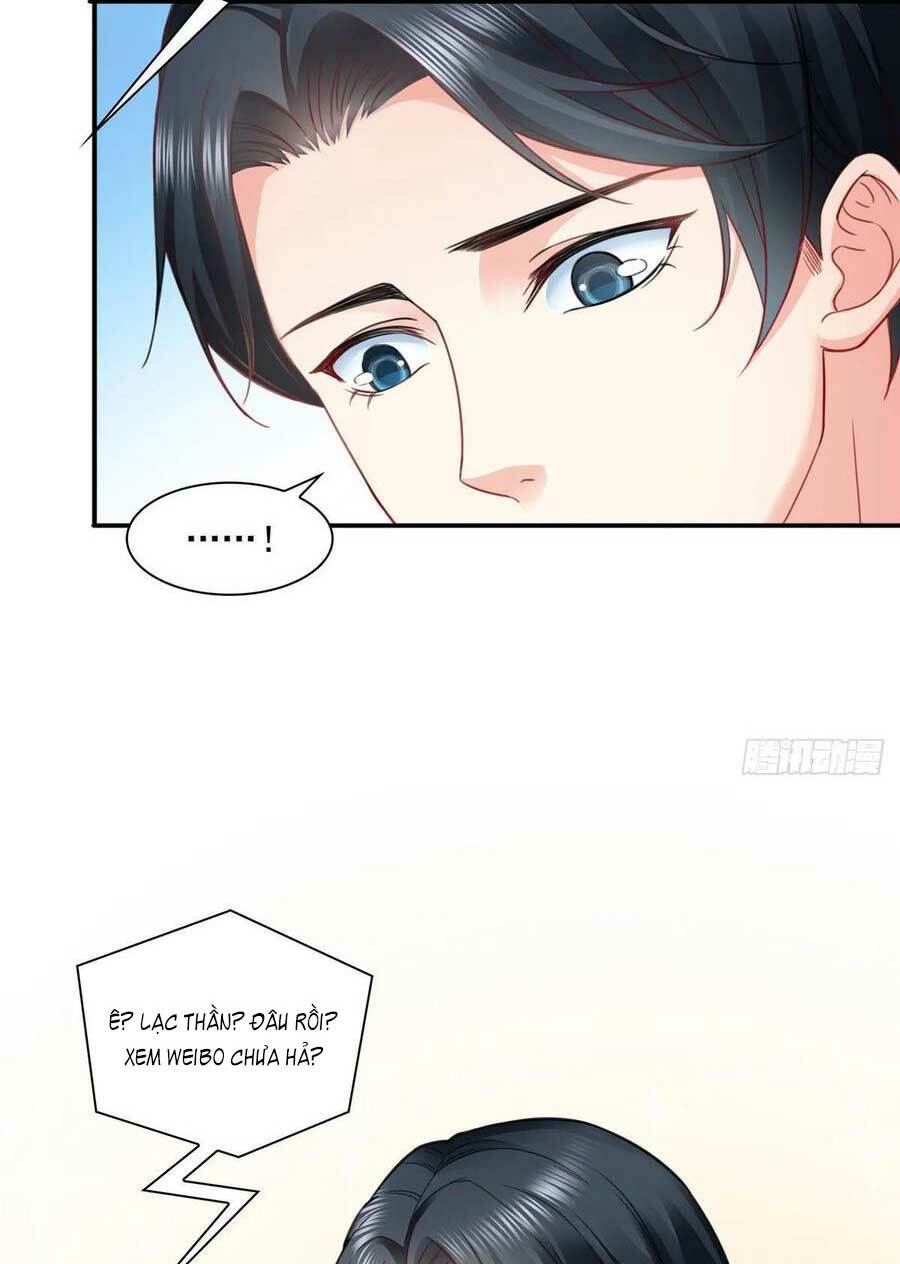 ......!
腾讯动漫
Ê? LẠC THẦN? ĐÂU RỒI?
XEM WEIBO CHƯA HẢ?